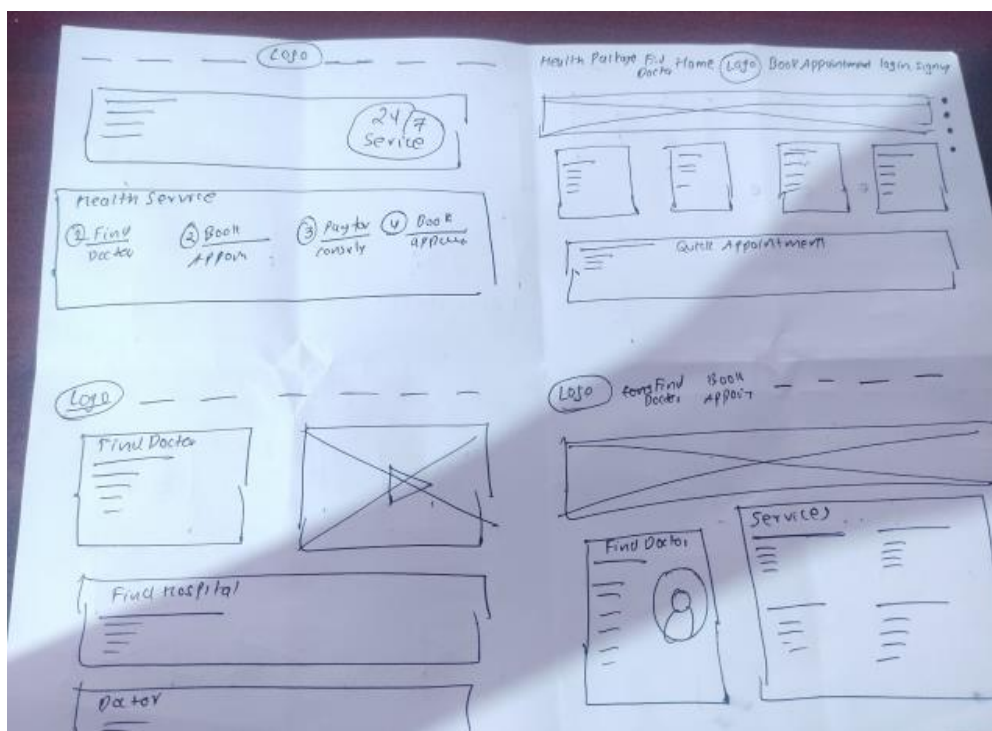 Logo
24/7
Service
Health Service
1 Find
Doctor
2 Book
Appoin
3 Pay for
consuly
4 Book
appoin
Health Package Find Doctor Home Logo Book Appointment login Signup
Quick Appointment
Logo
Find Doctor
Find Hospital
Doctor
Logo Find Doctor Book Appoin
Find Doctor
Services